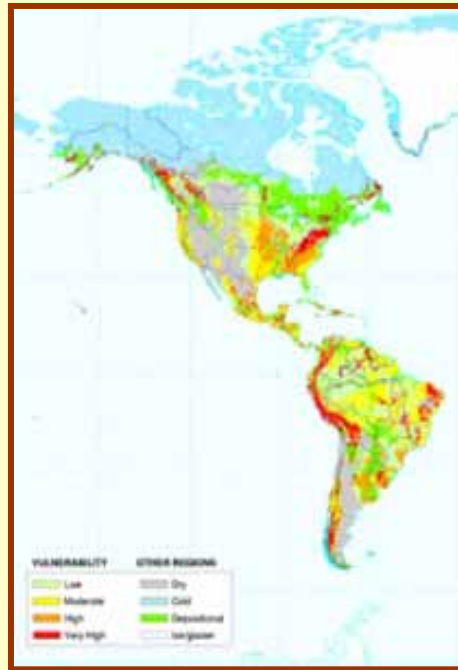 VULNERABILITY OTHER REGIONS
Low Dry
Moderate Cold
High Depositional
Very High Ice/glacier